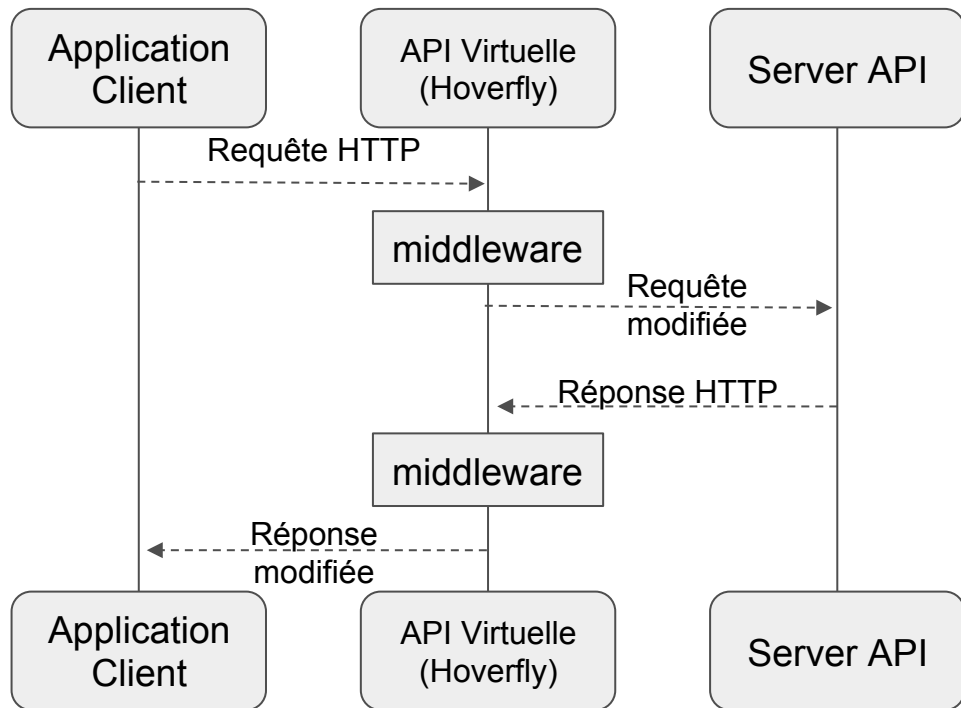 Application
Client
API Virtuelle
(Hoverfly)
Server API
Requête HTTP
middleware
Requête
modifiée
Réponse HTTP
middleware
Réponse
modifiée
Application
Client
API Virtuelle
(Hoverfly)
Server API